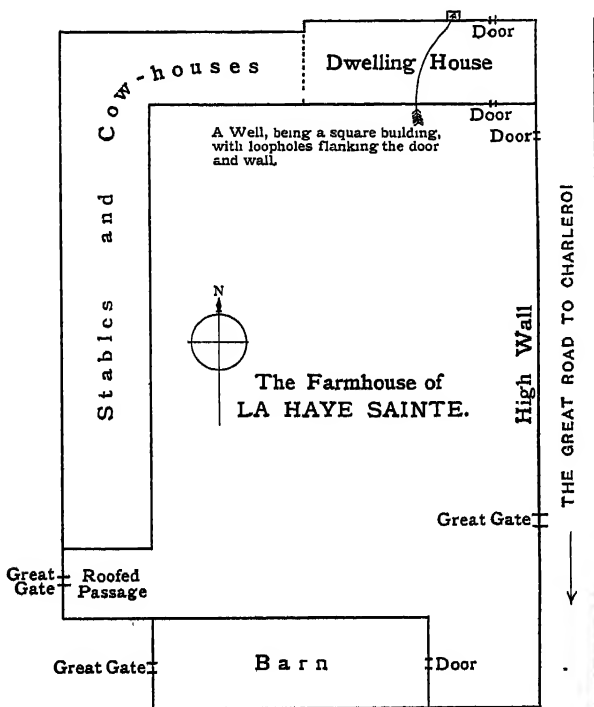 Door
Dwelling House
Stables and Cow-houses
Door
A Well, being a square building,
with loopholes flanking the door
and wall.
Door
N
The Farmhouse of
LA HAYE SAINTE.
High Wall
THE GREAT ROAD TO CHARLEROI
Great Gate
Great
Gate
Roofed
Passage
Great Gate
Barn
Door